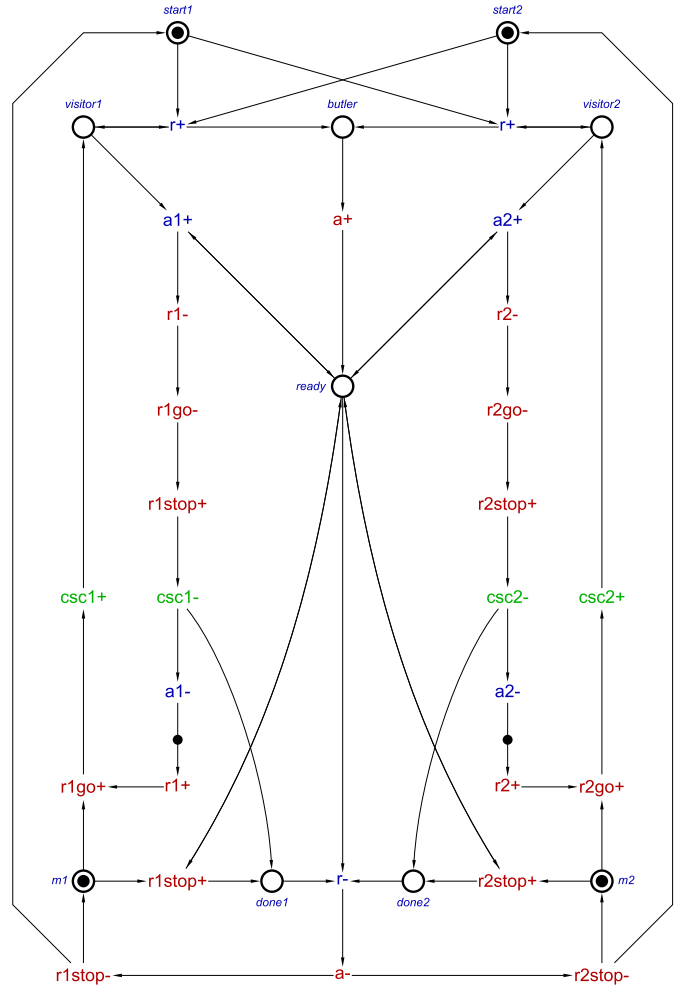 start1 start2
visitor1 butler visitor2
r+ r+
a1+ a+ a2+
r1- r2-
ready
r1go- r2go-
r1stop+ r2stop+
csc1+ csc1- csc2- csc2+
a1- a2-
r1go+ r1+ r2+ r2go+
m1 r1stop+ r- r2stop+ m2
done1 done2
r1stop- a- r2stop-